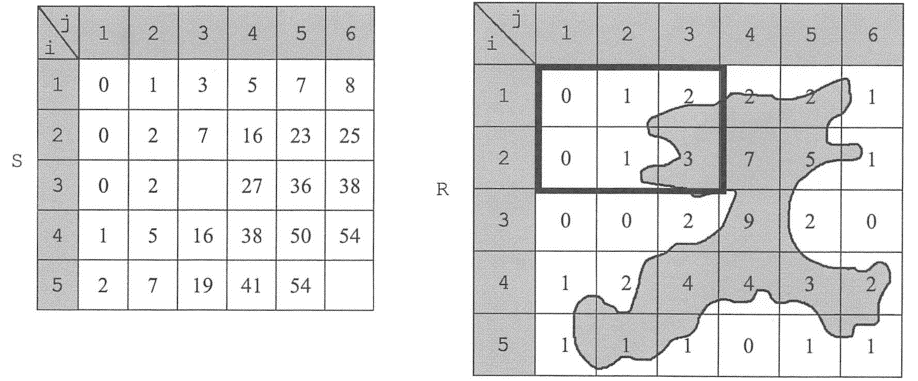 j
i
1 2 3 4 5 6
1 0 1 3 5 7 8
2 0 2 7 16 23 25
S
3 0 2 27 36 38
4 1 5 16 38 50 54
5 2 7 19 41 54
j
i
1 2 3 4 5 6
1 0 1 2 2 2 1
2 0 1 3 7 5 1
R
3 0 0 2 9 2 0
4 1 2 4 4 3 2
5 1 1 1 0 1 1